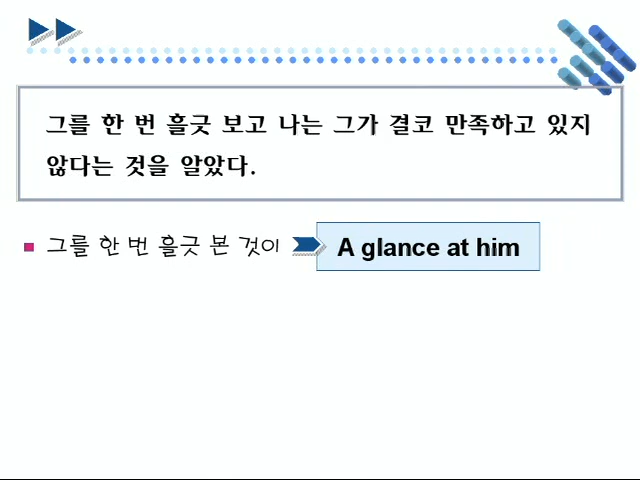 그를 한 번 흘긋 보고 나는 그가 결코 만족하고 있지
않다는 것을 알았다.
그를 한 번 흘긋 본 것이 A glance at him